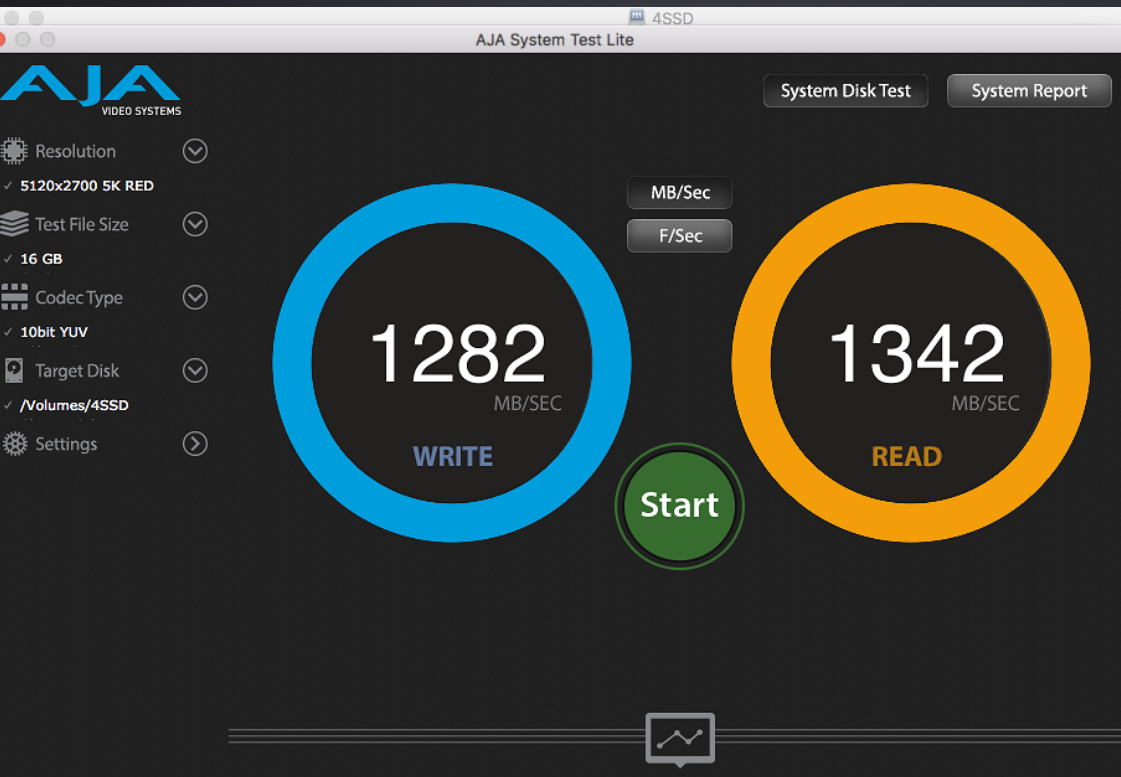 4SSD
AJA System Test Lite
AJA
VIDEO SYSTEMS
System Disk Test
System Report
Resolution
✓ 5120x2700 5K RED
Test File Size
✓ 16 GB
Codec Type
✓ 10bit YUV
Target Disk
✓ /Volumes/4SSD
Settings
MB/Sec
F/Sec
1282
MB/SEC
WRITE
1342
MB/SEC
READ
Start